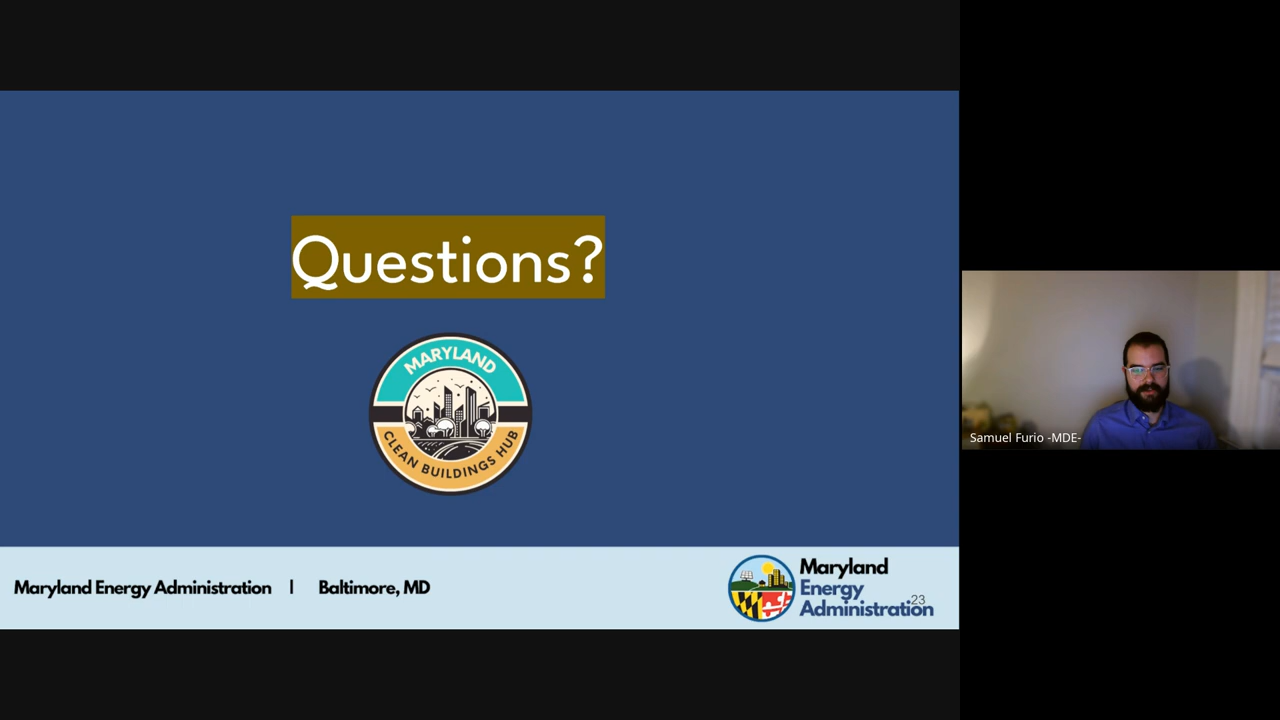 Questions?
MARYLAND
CLEAN BUILDINGS HUB
Maryland Energy Administration | Baltimore, MD
Maryland
Energy
Administration
23
Samuel Furio -MDE-